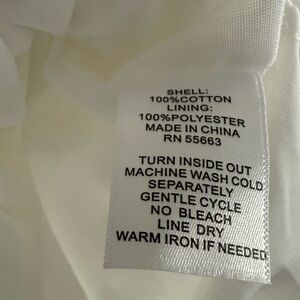 SHELL:
100%COTTON
LINING:
100%POLYESTER
MADE IN CHINA
RN 55663
TURN INSIDE OUT
MACHINE WASH COLD
SEPARATELY
GENTLE CYCLE
NO BLEACH
LINE DRY
WARM IRON IF NEEDED